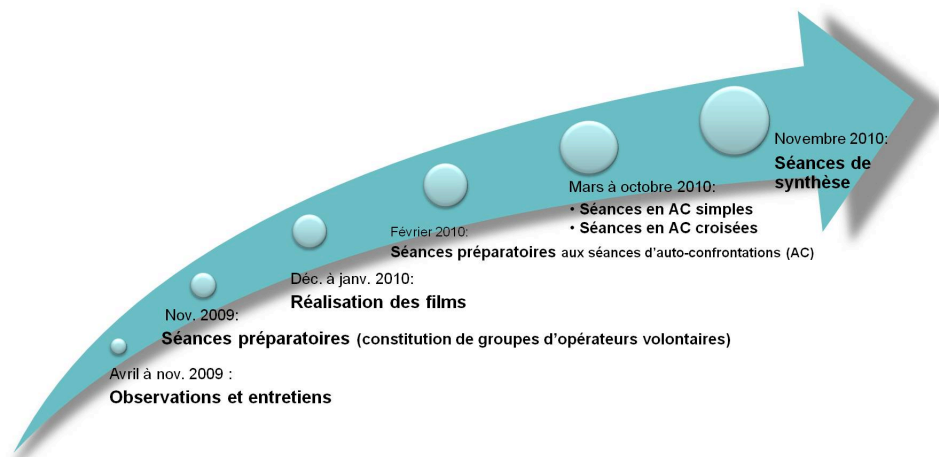 Avril à nov. 2009 :
Observations et entretiens
Nov. 2009:
Séances préparatoires (constitution de groupes d'opérateurs volontaires)
Déc. à janv. 2010:
Réalisation des films
Février 2010:
Séances préparatoires aux séances d'auto-confrontations (AC)
Mars à octobre 2010:
• Séances en AC simples
• Séances en AC croisées
Novembre 2010:
Séances de
synthèse